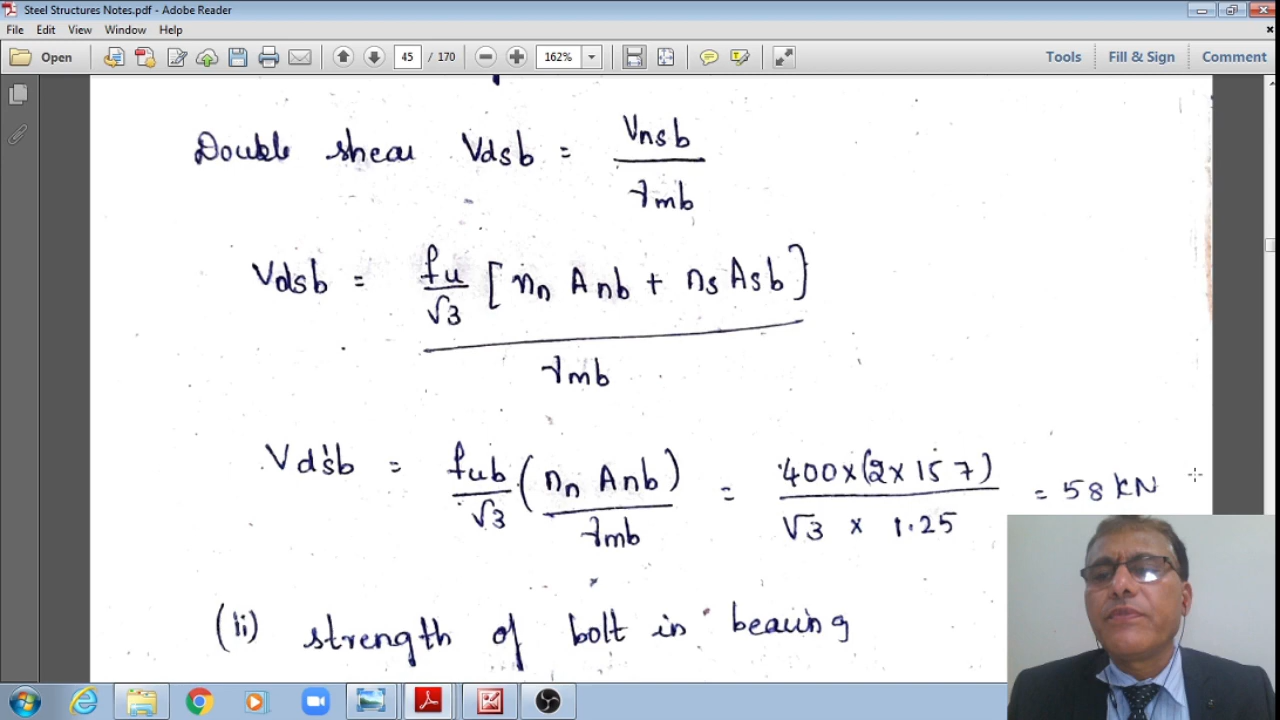 Steel Structures Notes.pdf - Adobe Reader
File Edit View Window Help
Open 45 / 170 162% Tools Fill & Sign Comment
Double shear Vdsb = Vnsb / γmb
Vdsb = fu/√3 [ nn Anb + ns Asb ] / γmb
Vdsb = fub/√3 ( nn Anb ) / γmb = 400 x (2 x 157) / √3 x 1.25 = 58 KN
(ii) strength of bolt in bearing